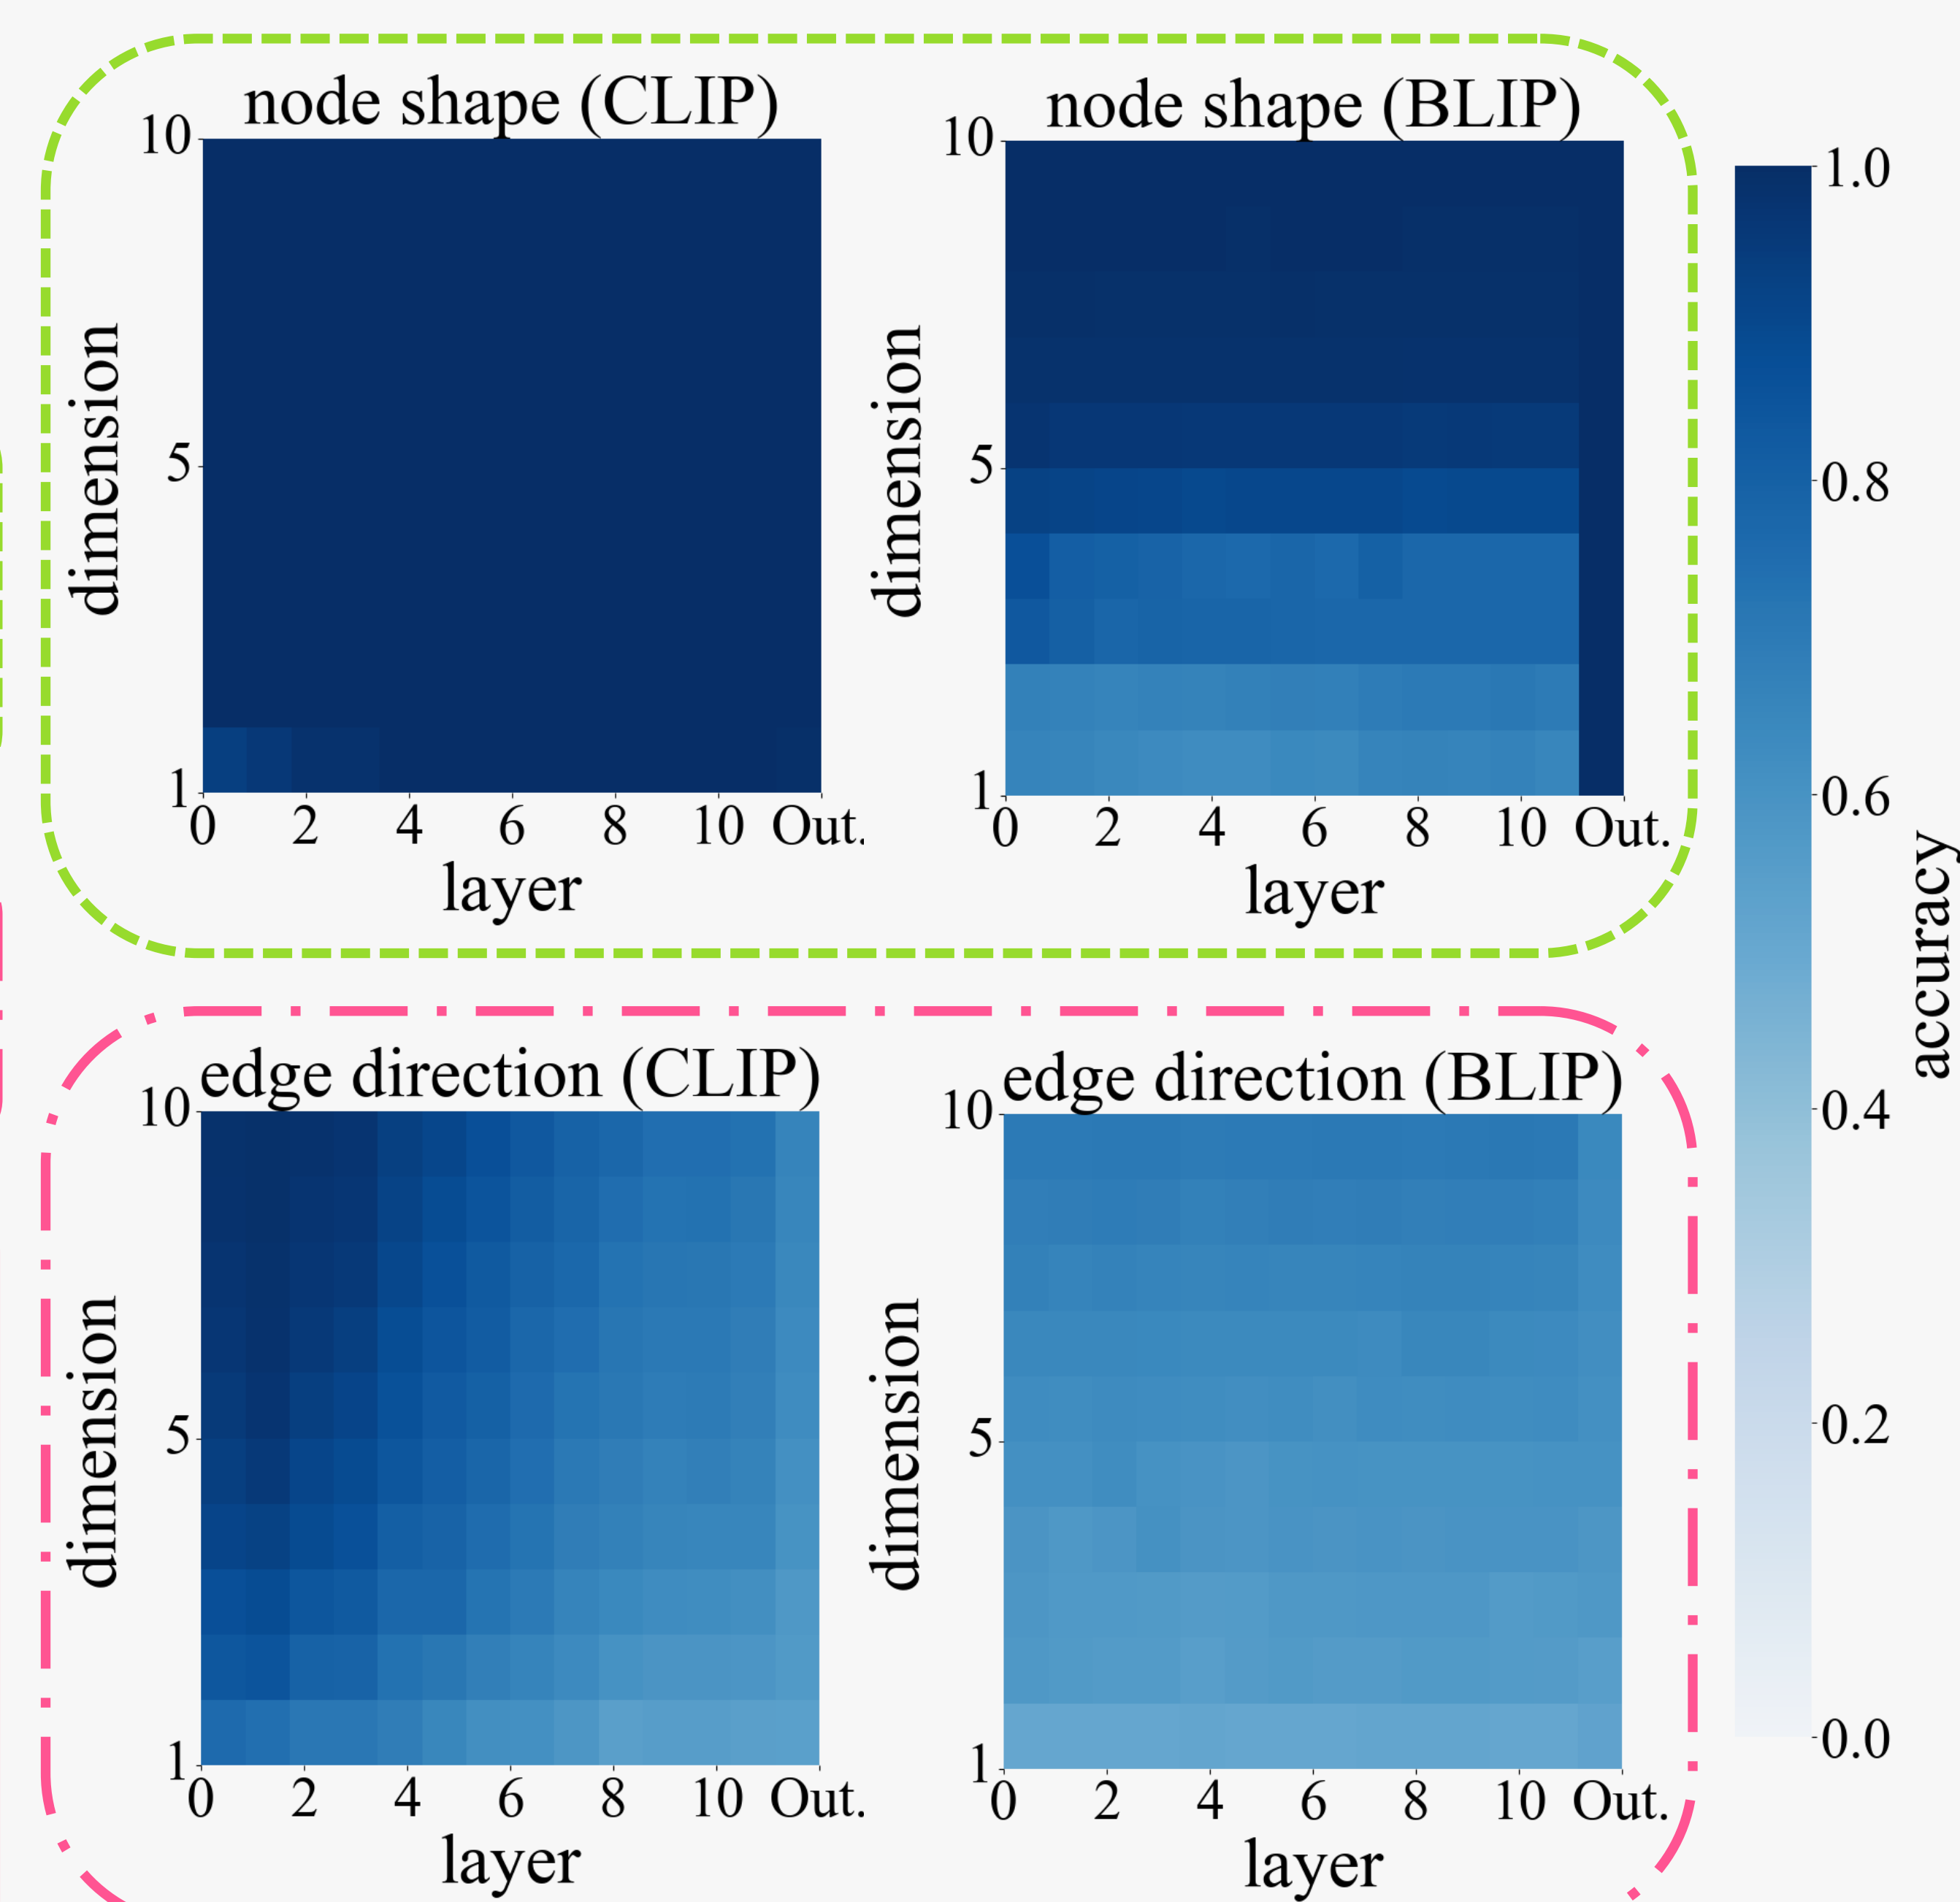 node shape (CLIP)
10
5
1
dimension
0 2 4 6 8 10 Out.
layer
node shape (BLIP)
10
5
1
dimension
0 2 4 6 8 10 Out.
layer
edge direction (CLIP)
10
5
1
dimension
0 2 4 6 8 10 Out.
layer
edge direction (BLIP)
10
5
1
dimension
0 2 4 6 8 10 Out.
layer
1.0
0.8
0.6
0.4
0.2
0.0
accuracy